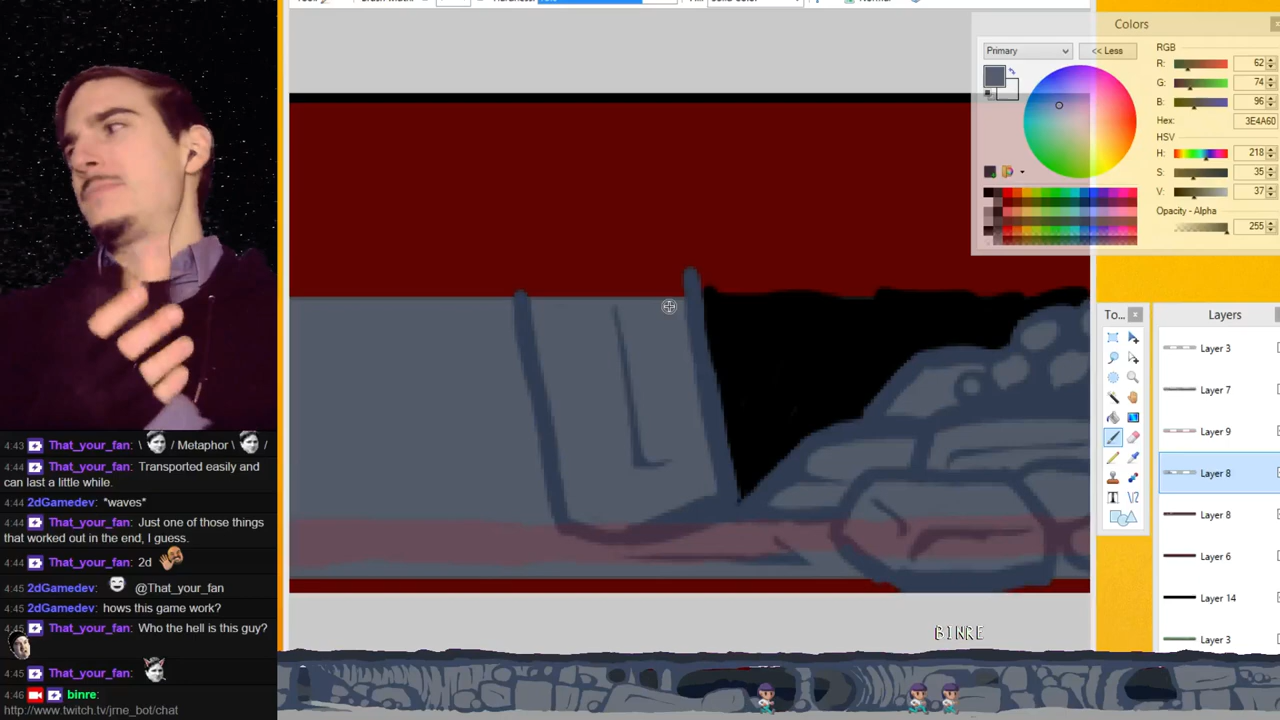 Normal
Colors
Primary
<< Less
RGB
R: 62
G: 74
B: 96
Hex: 3E4A60
HSV
H: 218
S: 35
V: 37
Opacity - Alpha
255
To...
Layers
Layer 3
Layer 7
Layer 9
Layer 8
Layer 8
Layer 6
Layer 14
Layer 3
BINRE
4:43 That_your_fan: \ / Metaphor \ /
4:44 That_your_fan: Transported easily and
can last a little while.
4:44 2dGamedev: *waves*
4:44 That_your_fan: Just one of those things
that worked out in the end, I guess.
4:44 That_your_fan: 2d
4:45 2dGamedev: @That_your_fan
4:45 2dGamedev: hows this game work?
4:45 That_your_fan: Who the hell is this guy?
4:45 That_your_fan:
4:46 binre:
http://www.twitch.tv/jrne_bot/chat